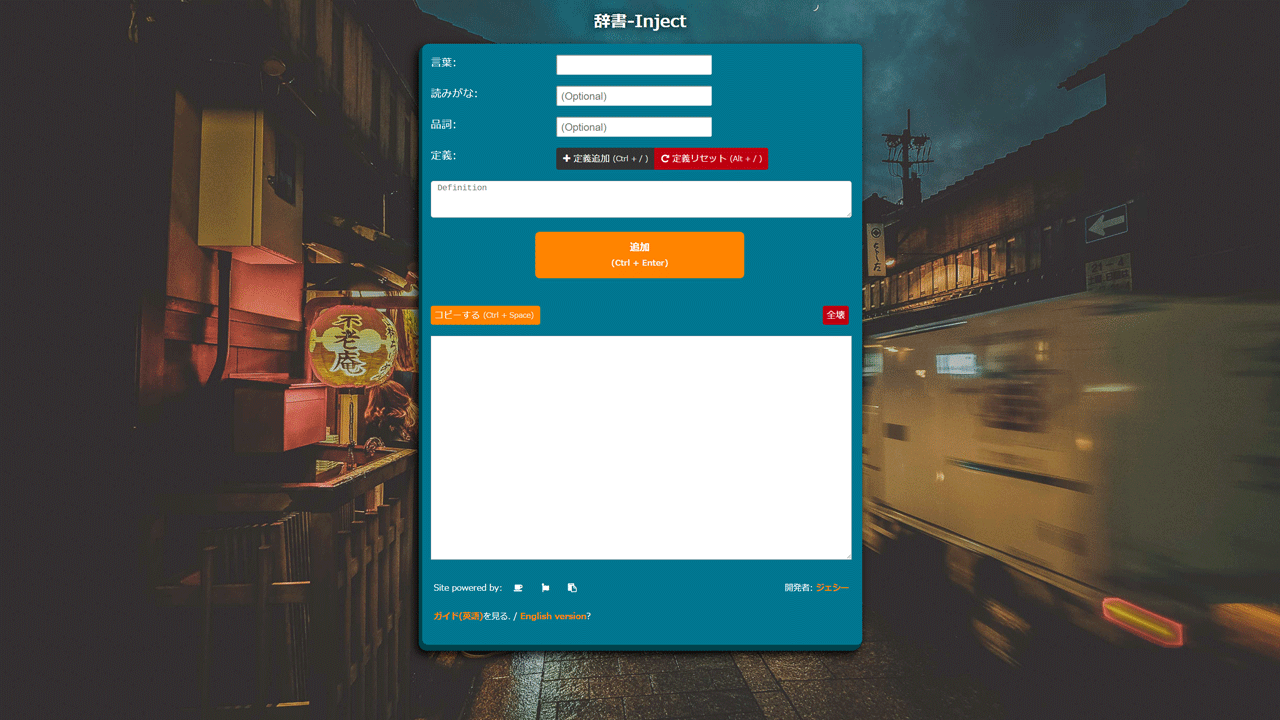 辞書-Inject
言葉:
読みがな: (Optional)
品詞: (Optional)
定義: 定義追加 (Ctrl + / ) 定義リセット (Alt + / )
Definition
追加
(Ctrl + Enter)
コピーする (Ctrl + Space) 全壊
不老庵
Site powered by: 開発者: ジェシー
ガイド(英語)を見る. / English version?